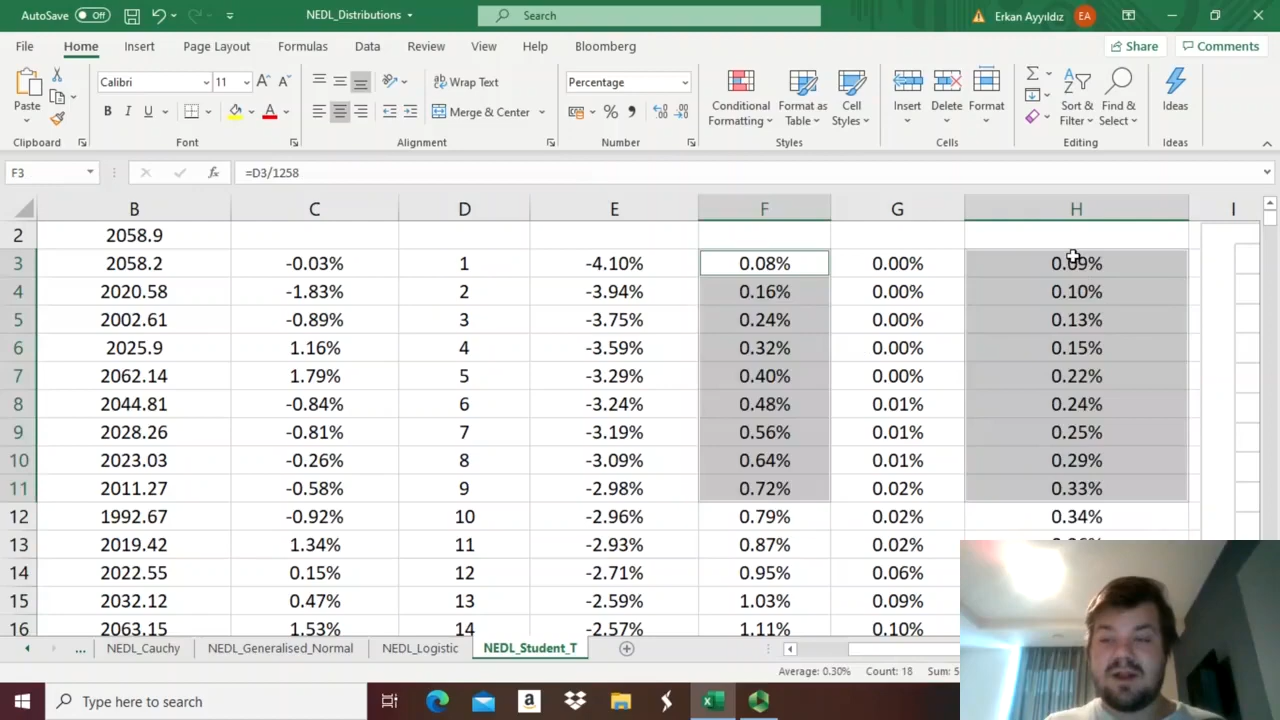 AutoSave Off NEDL_Distributions Search Erkan Ayyıldız EA
File Home Insert Page Layout Formulas Data Review View Help Bloomberg Share Comments
Paste Calibri 11 Wrap Text Percentage Conditional Formatting Format as Table Cell Styles Insert Delete Format Sort & Filter Find & Select Ideas
B I U Merge & Center
Clipboard Font Alignment Number Styles Cells Editing Ideas
F3 fx =D3/1258
B C D E F G H I
2 2058.9
3 2058.2 -0.03% 1 -4.10% 0.08% 0.00% 0.09%
4 2020.58 -1.83% 2 -3.94% 0.16% 0.00% 0.10%
5 2002.61 -0.89% 3 -3.75% 0.24% 0.00% 0.13%
6 2025.9 1.16% 4 -3.59% 0.32% 0.00% 0.15%
7 2062.14 1.79% 5 -3.29% 0.40% 0.00% 0.22%
8 2044.81 -0.84% 6 -3.24% 0.48% 0.01% 0.24%
9 2028.26 -0.81% 7 -3.19% 0.56% 0.01% 0.25%
10 2023.03 -0.26% 8 -3.09% 0.64% 0.01% 0.29%
11 2011.27 -0.58% 9 -2.98% 0.72% 0.02% 0.33%
12 1992.67 -0.92% 10 -2.96% 0.79% 0.02% 0.34%
13 2019.42 1.34% 11 -2.93% 0.87% 0.02%
14 2022.55 0.15% 12 -2.71% 0.95% 0.06%
15 2032.12 0.47% 13 -2.59% 1.03% 0.09%
16 2063.15 1.53% 14 -2.57% 1.11% 0.10%
... NEDL_Cauchy NEDL_Generalised_Normal NEDL_Logistic NEDL_Student_T
Average: 0.30% Count: 18 Sum:
Type here to search